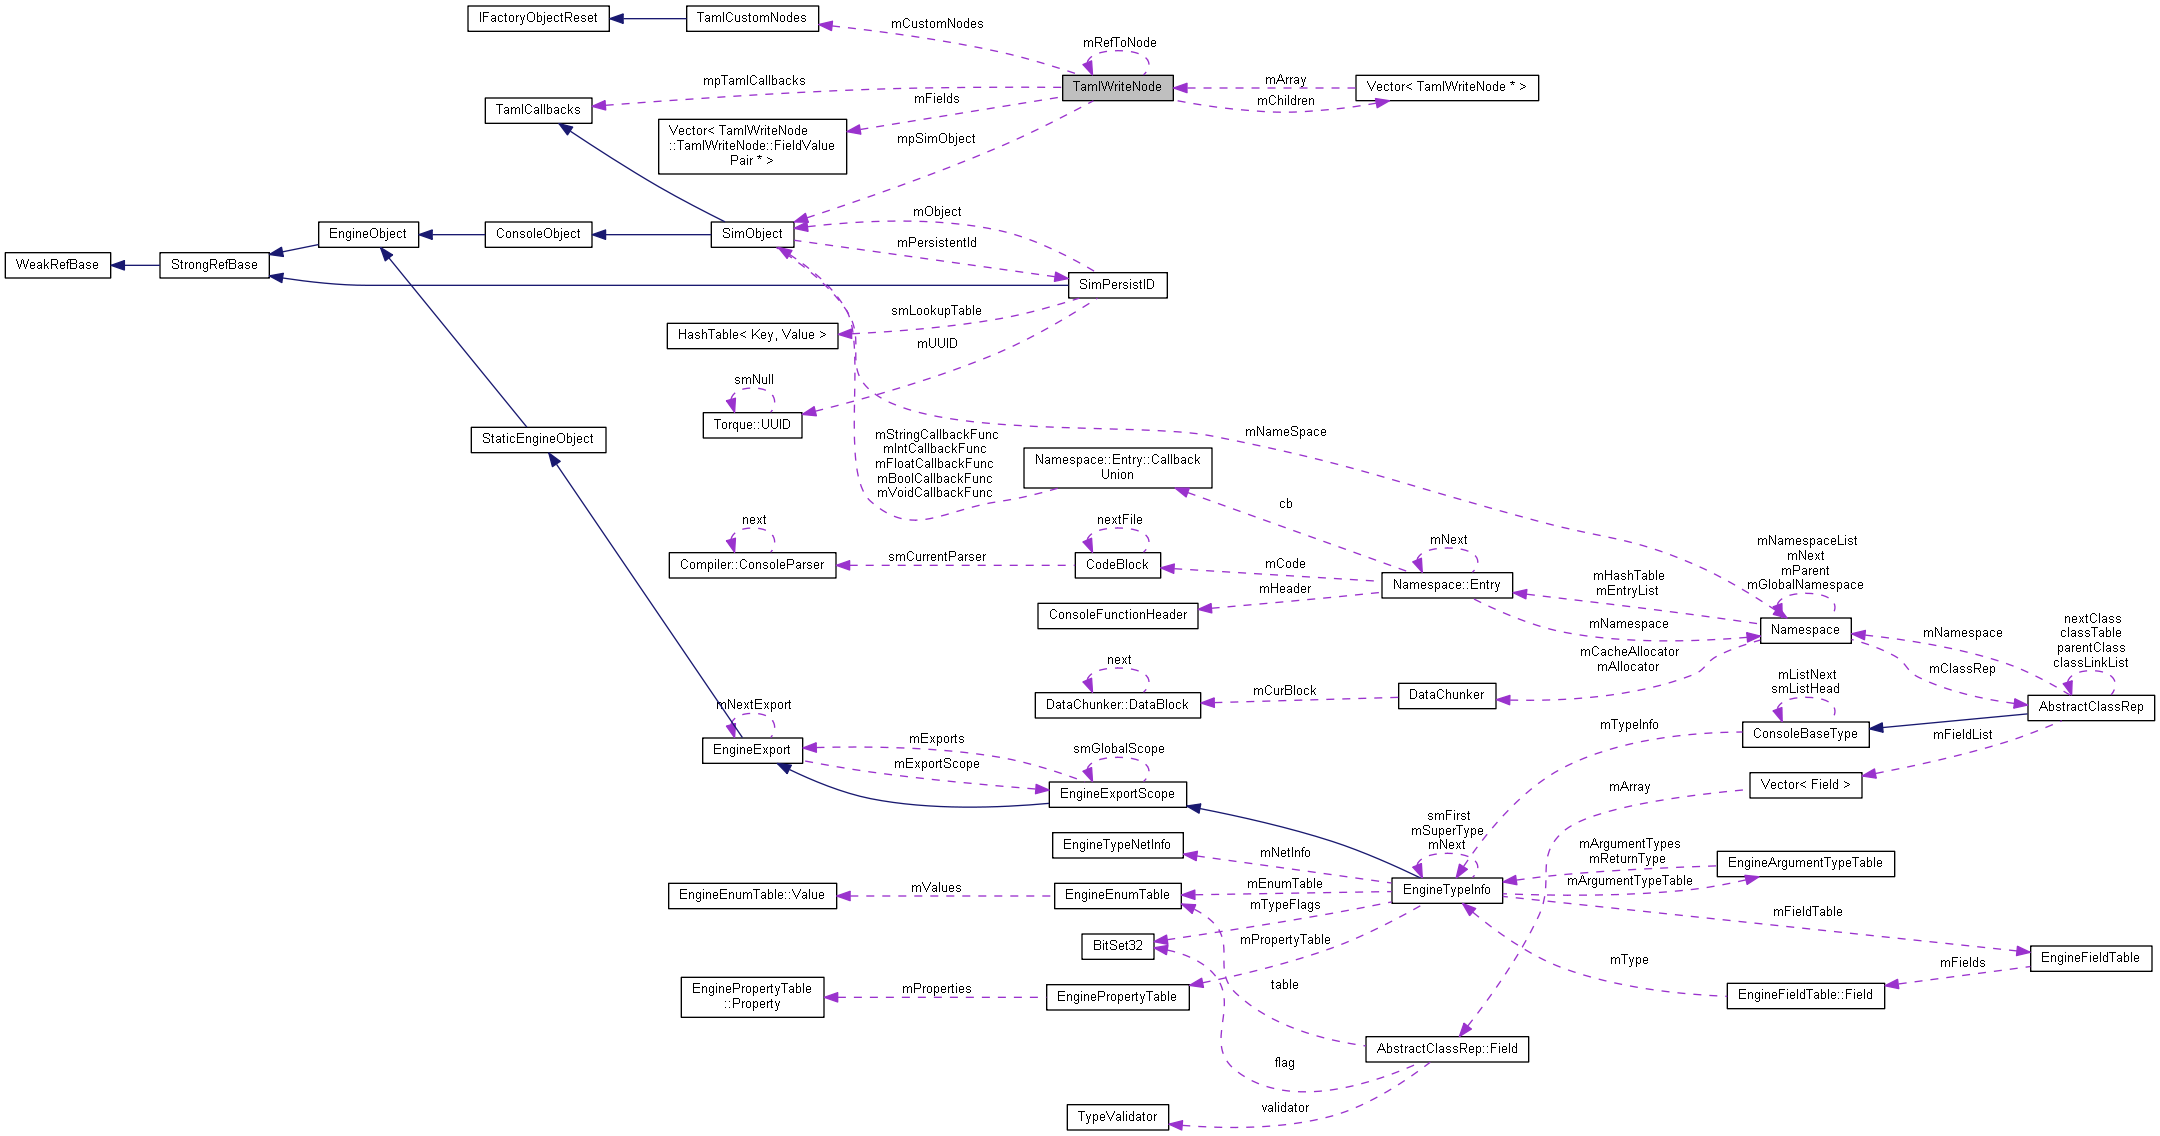 IFactoryObjectReset
TamlCustomNodes
mCustomNodes
mRefToNode
mpTamlCallbacks
TamlWriteNode
mArray
mChildren
Vector< TamlWriteNode * >
TamlCallbacks
mFields
Vector< TamlWriteNode
::TamlWriteNode::FieldValue
Pair * >
mpSimObject
mObject
EngineObject
ConsoleObject
SimObject
mPersistentId
WeakRefBase
StrongRefBase
SimPersistID
smLookupTable
HashTable< Key, Value >
mUUID
smNull
Torque::UUID
StaticEngineObject
mStringCallbackFunc
mIntCallbackFunc
mFloatCallbackFunc
mBoolCallbackFunc
mVoidCallbackFunc
mNameSpace
Namespace::Entry::Callback
Union
cb
next
Compiler::ConsoleParser
smCurrentParser
nextFile
CodeBlock
mCode
mHeader
mNext
Namespace::Entry
ConsoleFunctionHeader
mHashTable
mEntryList
mNamespace
mNamespaceList
mNext
mParent
mGlobalNamespace
Namespace
mCacheAllocator
mAllocator
mNamespace
mClassRep
nextClass
classTable
parentClass
classLinkList
AbstractClassRep
next
DataChunker::DataBlock
mCurBlock
DataChunker
mListNext
smListHead
ConsoleBaseType
mTypeInfo
mFieldList
mNextExport
EngineExport
mExports
mExportScope
smGlobalScope
EngineExportScope
mArray
Vector< Field >
smFirst
mSuperType
mNext
EngineTypeInfo
EngineTypeNetInfo
mNetInfo
mArgumentTypes
mReturnType
mArgumentTypeTable
EngineArgumentTypeTable
EngineEnumTable::Value
mValues
EngineEnumTable
mEnumTable
mTypeFlags
BitSet32
mPropertyTable
mFieldTable
EngineFieldTable
mFields
mType
EngineFieldTable::Field
EnginePropertyTable
::Property
mProperties
EnginePropertyTable
table
AbstractClassRep::Field
flag
validator
TypeValidator